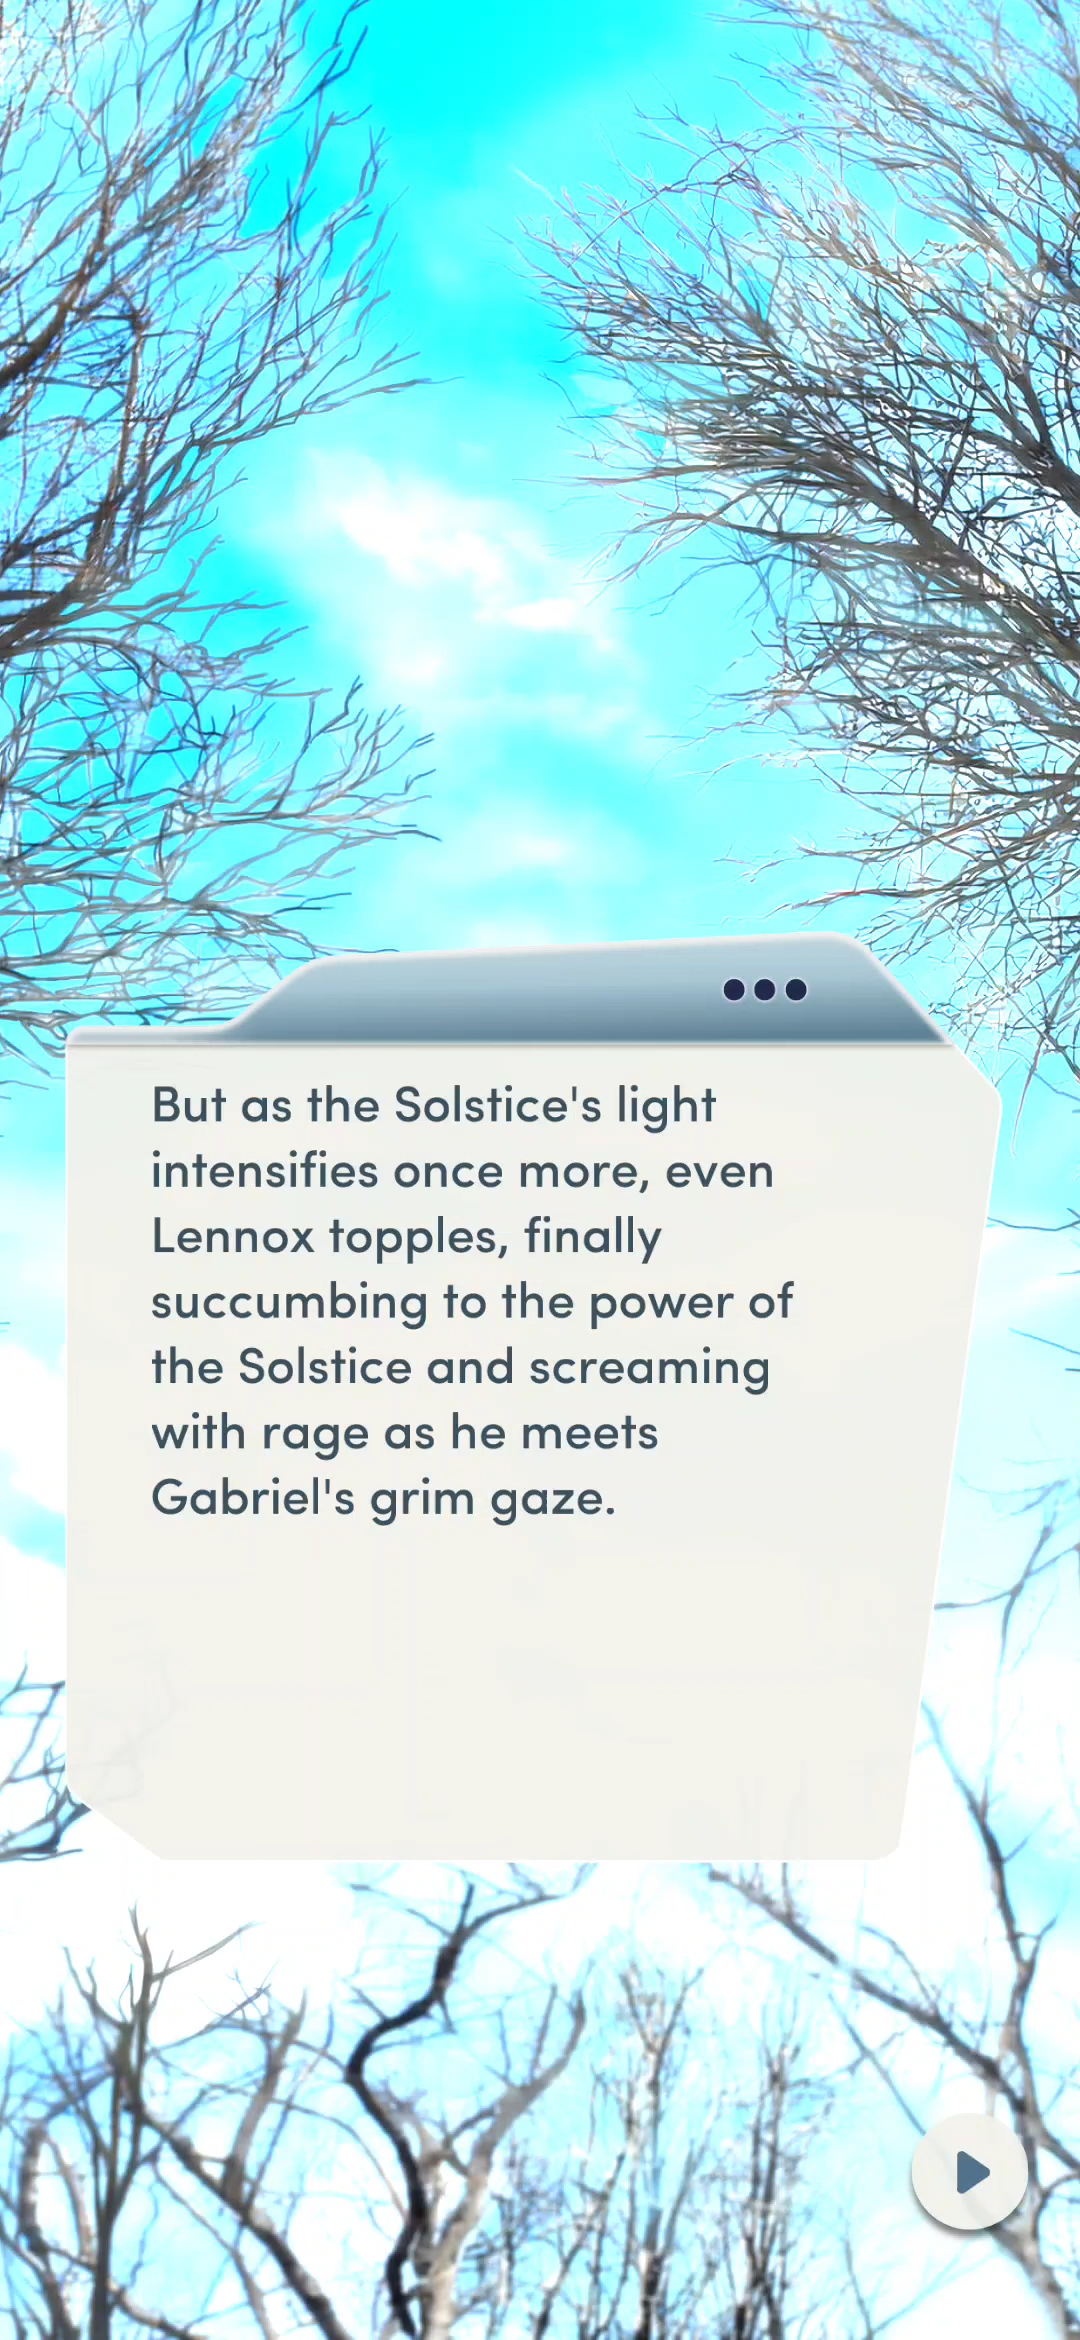 But as the Solstice's light
intensifies once more, even
Lennox topples, finally
succumbing to the power of
the Solstice and screaming
with rage as he meets
Gabriel's grim gaze.